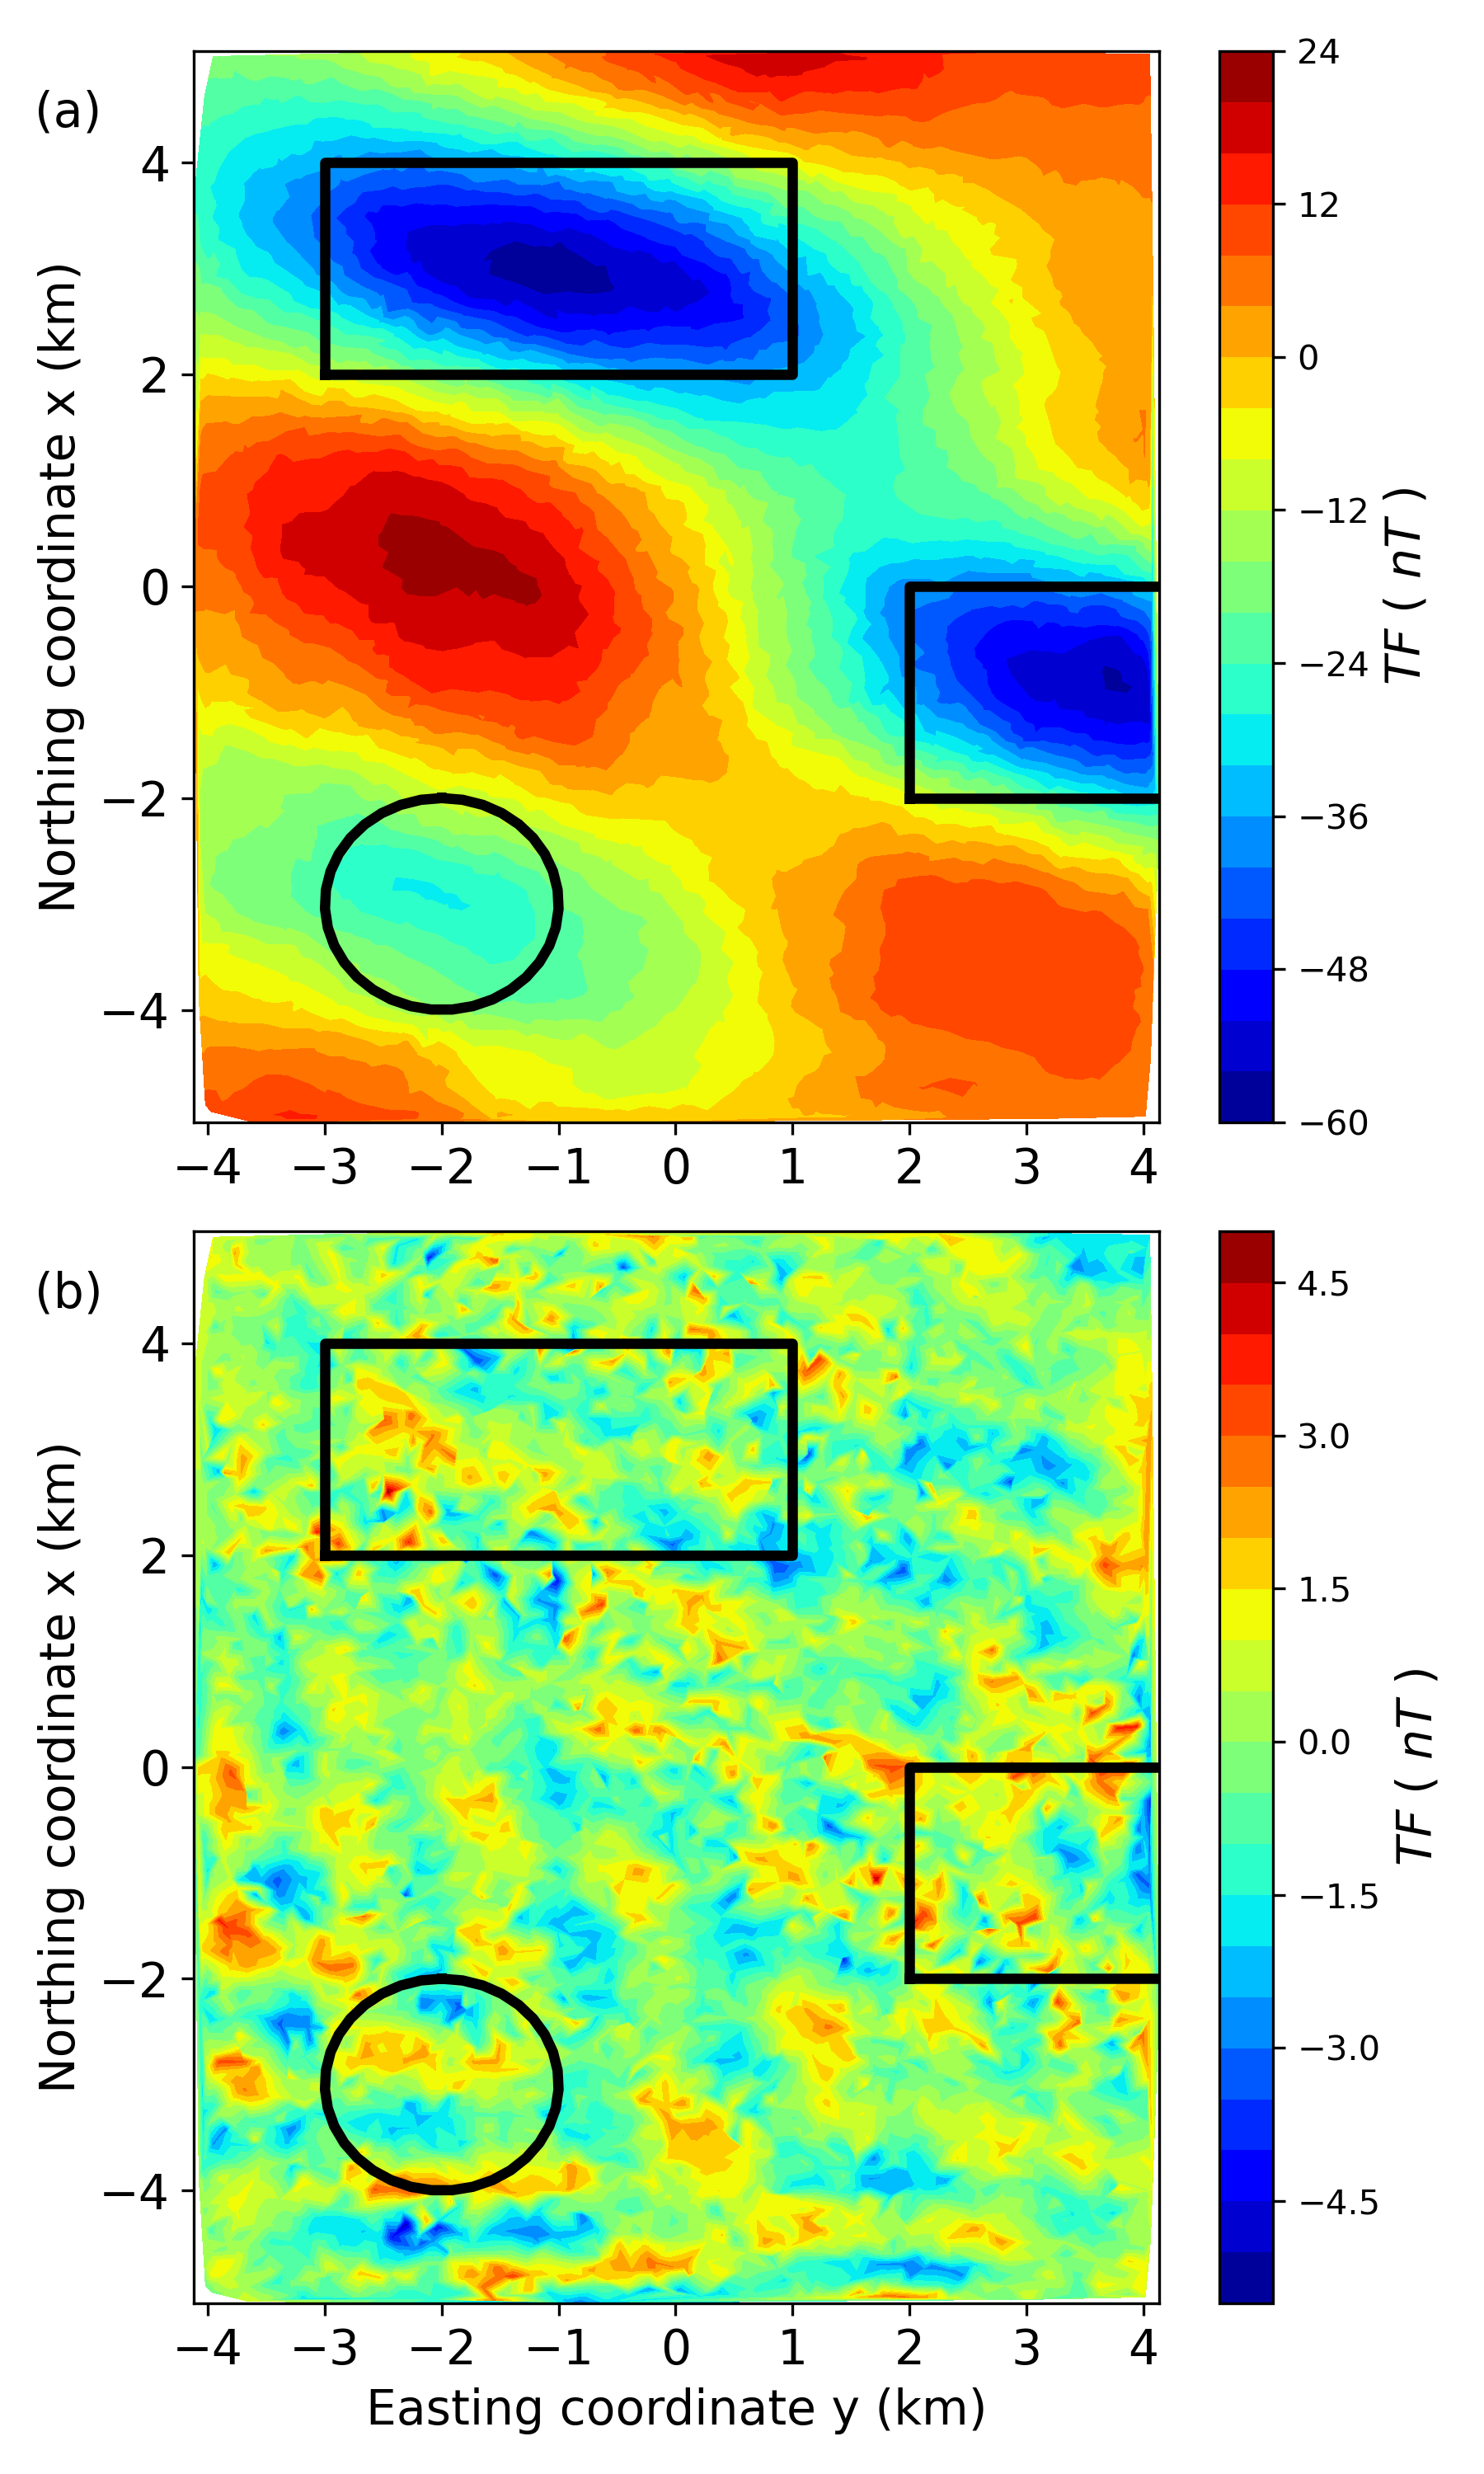 (a)
Northing coordinate x (km)
4
2
0
−2
−4
−4 −3 −2 −1 0 1 2 3 4
24
12
0
−12
−24
−36
−48
−60
TF ( nT )
(b)
Northing coordinate x (km)
4
2
0
−2
−4
−4 −3 −2 −1 0 1 2 3 4
Easting coordinate y (km)
4.5
3.0
1.5
0.0
−1.5
−3.0
−4.5
TF ( nT )